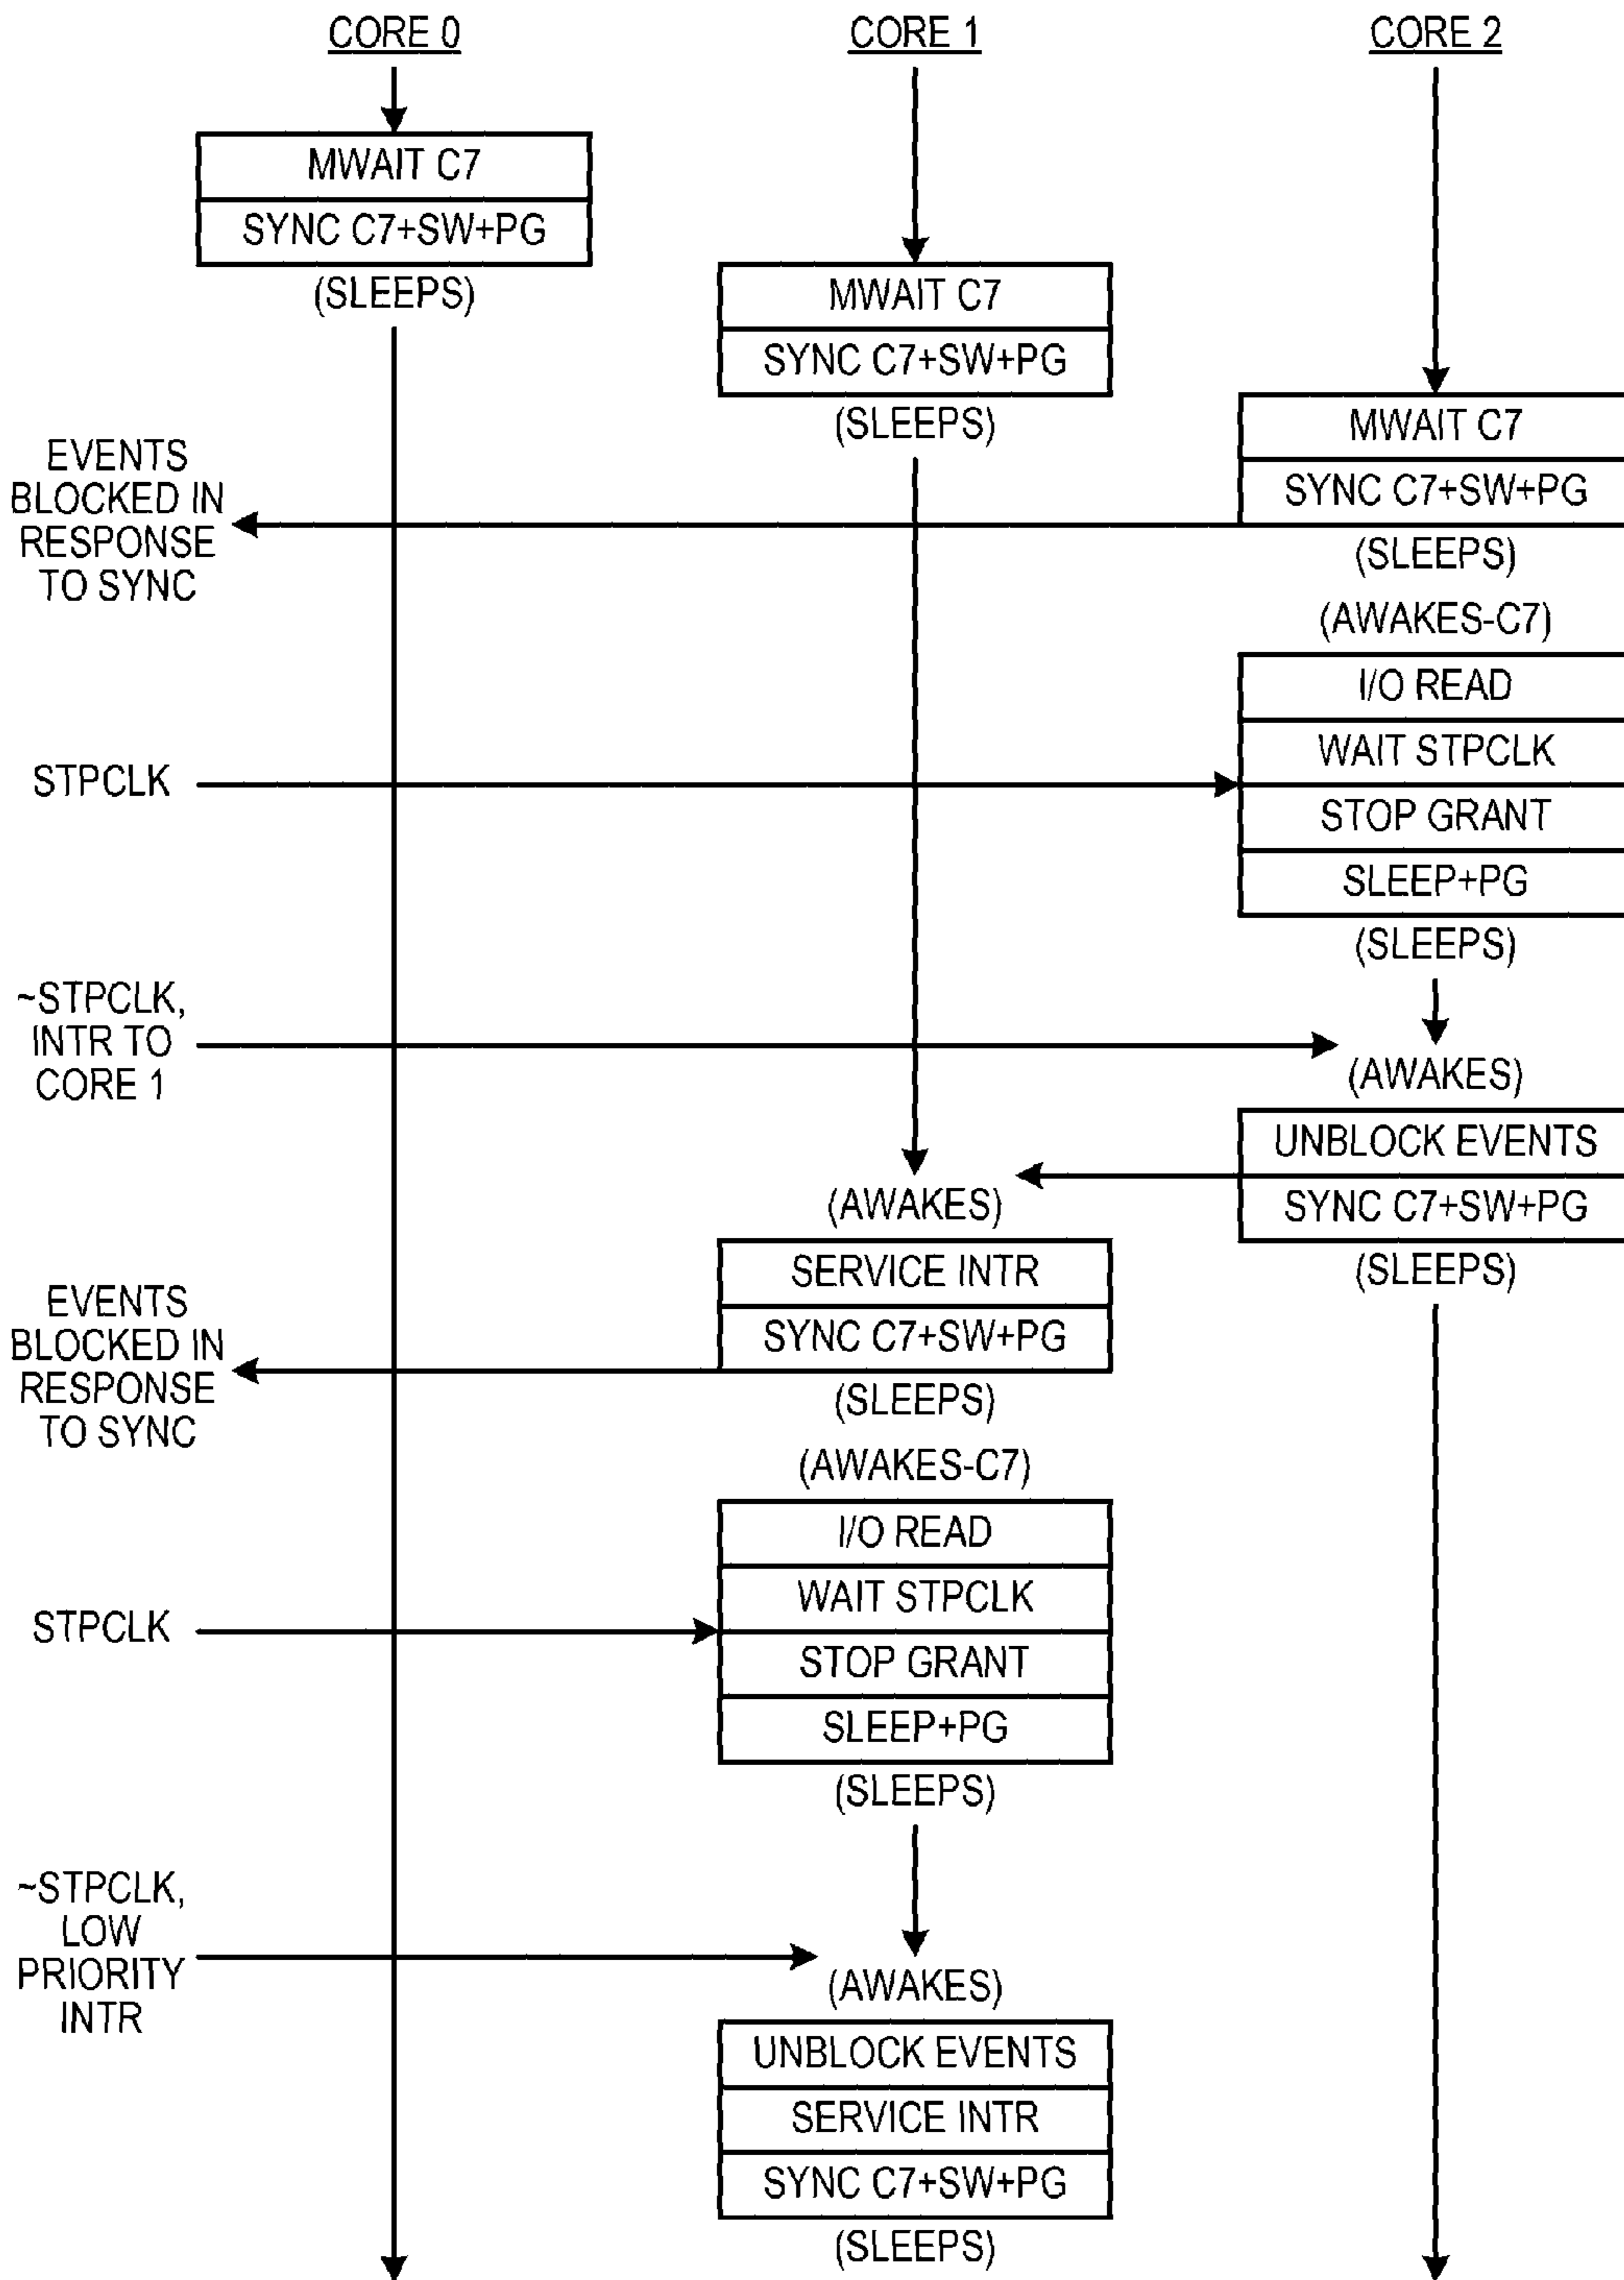 CORE 0
CORE 1
CORE 2
MWAIT C7
SYNC C7+SW+PG
(SLEEPS)
MWAIT C7
SYNC C7+SW+PG
(SLEEPS)
MWAIT C7
SYNC C7+SW+PG
(SLEEPS)
EVENTS
BLOCKED IN
RESPONSE
TO SYNC
(AWAKES-C7)
I/O READ
WAIT STPCLK
STOP GRANT
SLEEP+PG
(SLEEPS)
STPCLK
~STPCLK,
INTR TO
CORE 1
(AWAKES)
UNBLOCK EVENTS
SYNC C7+SW+PG
(SLEEPS)
(AWAKES)
SERVICE INTR
SYNC C7+SW+PG
(SLEEPS)
EVENTS
BLOCKED IN
RESPONSE
TO SYNC
(AWAKES-C7)
I/O READ
WAIT STPCLK
STOP GRANT
SLEEP+PG
(SLEEPS)
STPCLK
~STPCLK,
LOW
PRIORITY
INTR
(AWAKES)
UNBLOCK EVENTS
SERVICE INTR
SYNC C7+SW+PG
(SLEEPS)